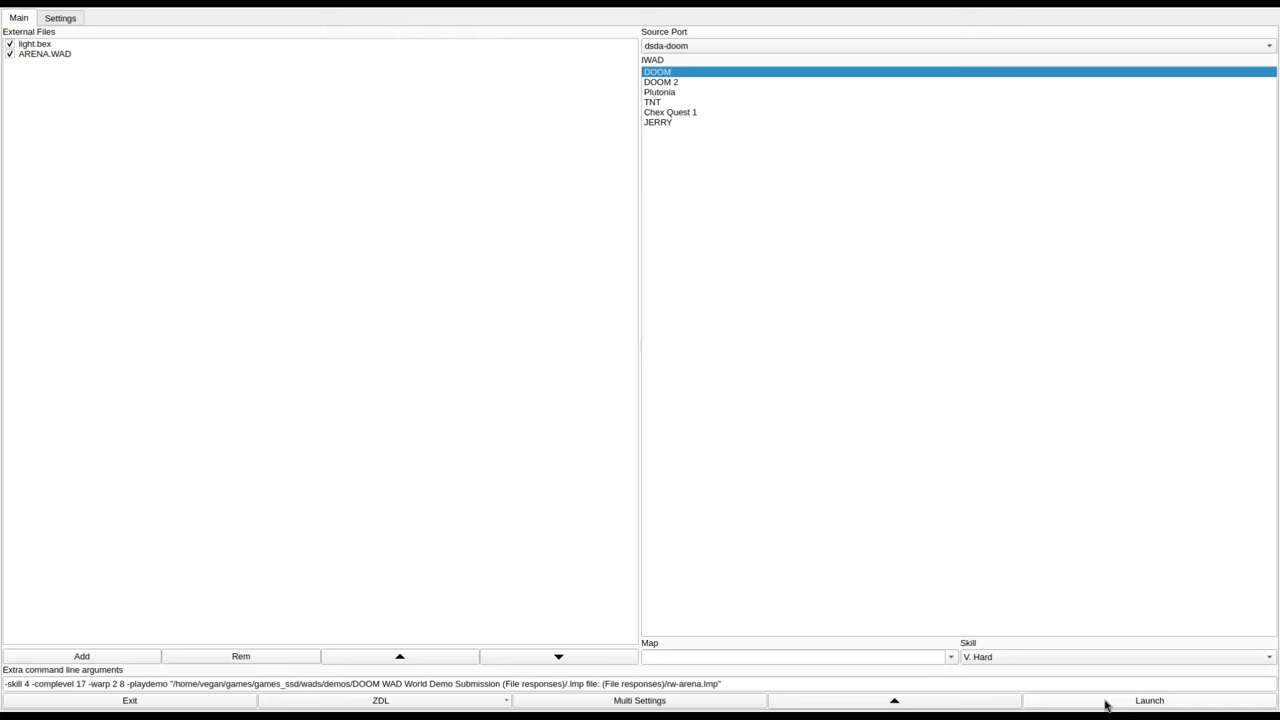 Main
Settings
External Files
light.bex
ARENA.WAD
Source Port
dsda-doom
IWAD
DOOM
DOOM 2
Plutonia
TNT
Chex Quest 1
JERRY
Map
Skill
V. Hard
Add
Rem
Extra command line arguments
-skill 4 -complevel 17 -warp 2 8 -playdemo "/home/vegan/games/games_ssd/wads/demos/DOOM WAD World Demo Submission (File responses)/.lmp file: (File responses)/rw-arena.lmp"
Exit
ZDL
Multi Settings
Launch